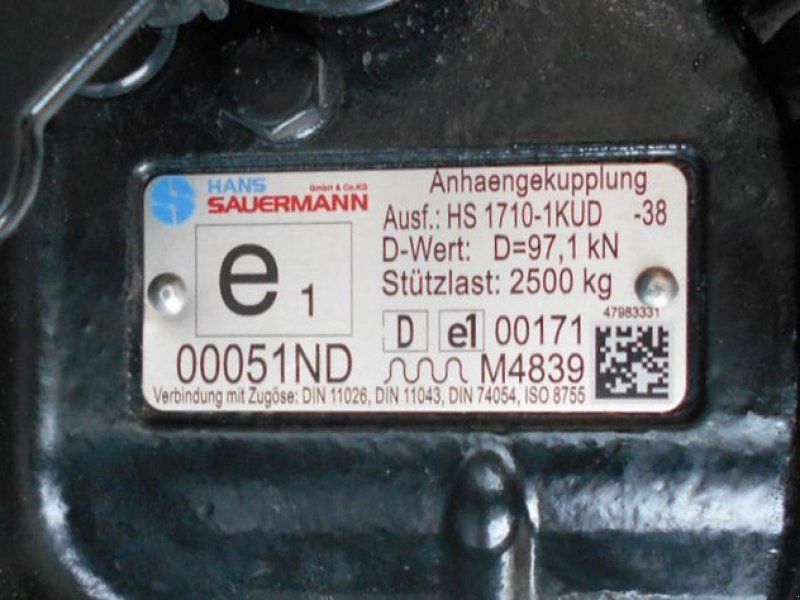 HANS
SAUERMANN GmbH & Co.KG
Anhaengekupplung
Ausf.: HS 1710-1KUD -38
D-Wert: D=97,1 kN
Stützlast: 2500 kg
e 1
00051ND
D e1 00171
M4839
47983331
Verbindung mit Zugöse: DIN 11026, DIN 11043, DIN 74054, ISO 8755